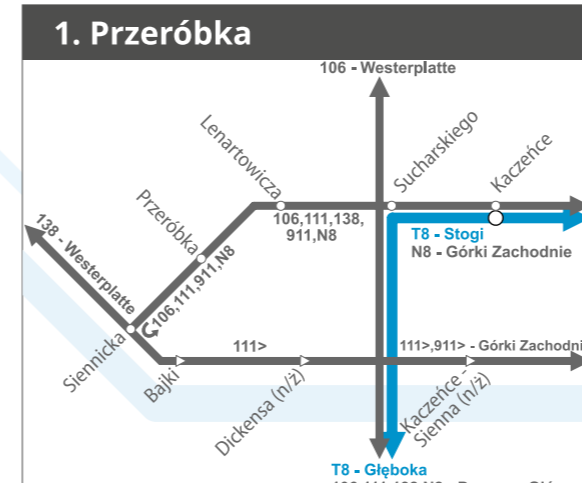 1. Przeróbka
106 - Westerplatte
Lenartowicza
Sucharskiego
Kaczeńce
Przeróbka
106,111,138,
911,N8
T8 - Stogi
N8 - Górki Zachodnie
138 - Westerplatte
106,111,911,N8
Siennicka
111>
111>,911> - Górki Zachodni
Bajki
Dickensa (n/ż)
Kaczeńce -
Sienna (n/ż)
T8 - Głęboka